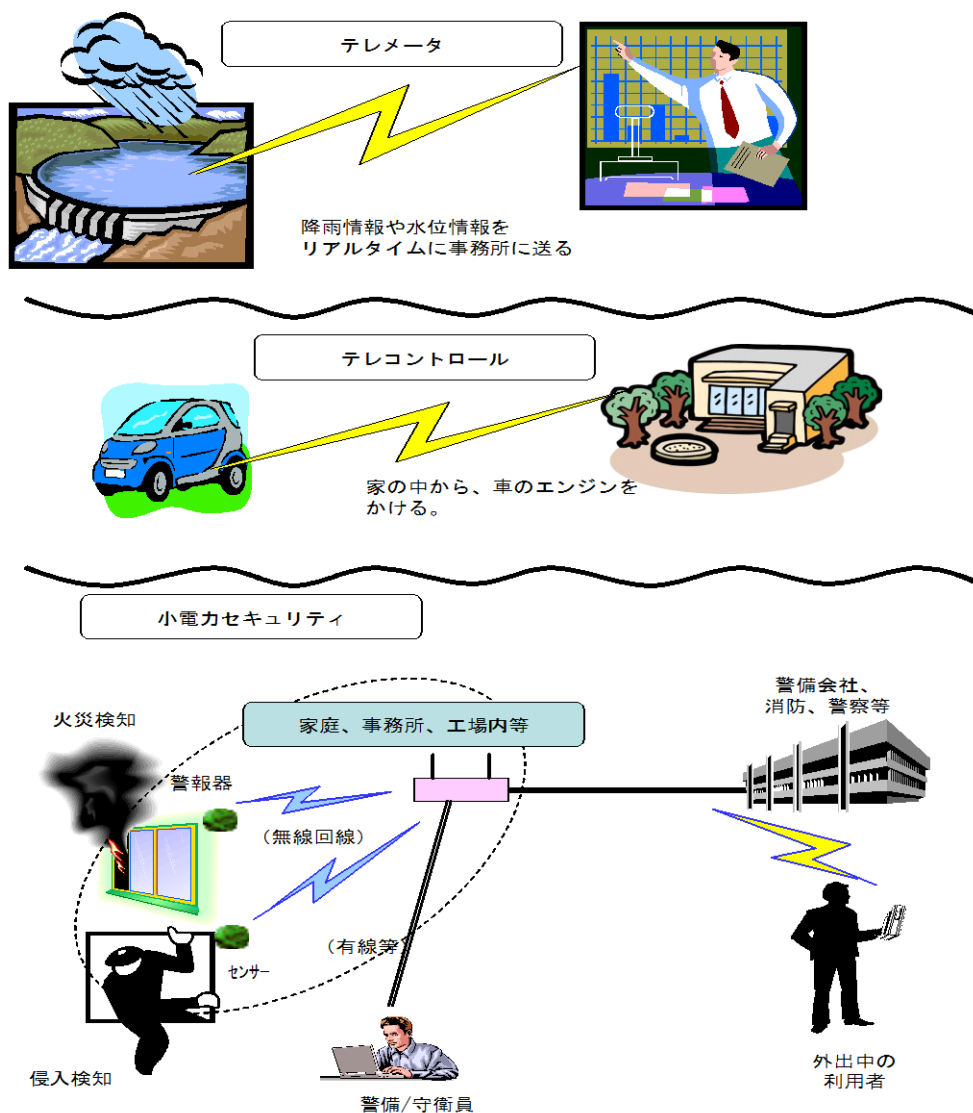 テレメータ
降雨情報や水位情報を
リアルタイムに事務所に送る
テレコントロール
家の中から、車のエンジンを
かける。
小電力セキュリティ
家庭、事務所、工場内等
警備会社、
消防、警察等
火災検知
警報器
（無線回線）
（有線等）
センサー
侵入検知
警備/守衛員
外出中の
利用者